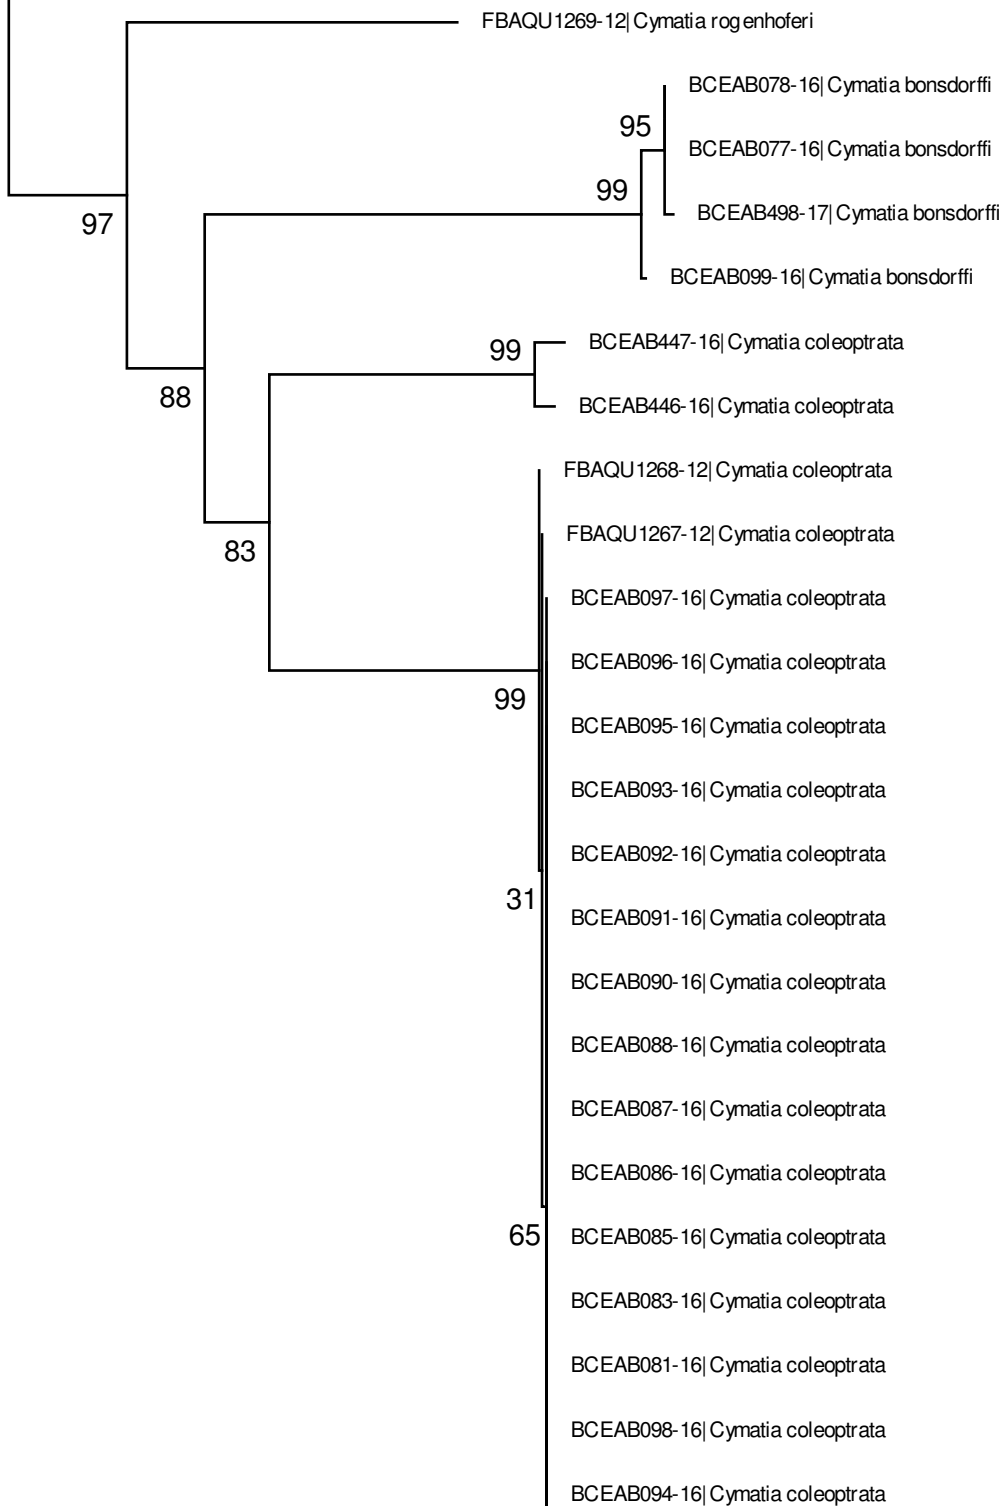 FBAQU1269-12| Cymatia rogenhoferi
BCEAB078-16| Cymatia bonsdorffi
95
BCEAB077-16| Cymatia bonsdorffi
99
BCEAB498-17| Cymatia bonsdorffi
97
BCEAB099-16| Cymatia bonsdorffi
BCEAB447-16| Cymatia coleoptrata
99
88
BCEAB446-16| Cymatia coleoptrata
FBAQU1268-12| Cymatia coleoptrata
FBAQU1267-12| Cymatia coleoptrata
83
BCEAB097-16| Cymatia coleoptrata
BCEAB096-16| Cymatia coleoptrata
99
BCEAB095-16| Cymatia coleoptrata
BCEAB093-16| Cymatia coleoptrata
BCEAB092-16| Cymatia coleoptrata
31
BCEAB091-16| Cymatia coleoptrata
BCEAB090-16| Cymatia coleoptrata
BCEAB088-16| Cymatia coleoptrata
BCEAB087-16| Cymatia coleoptrata
BCEAB086-16| Cymatia coleoptrata
65
BCEAB085-16| Cymatia coleoptrata
BCEAB083-16| Cymatia coleoptrata
BCEAB081-16| Cymatia coleoptrata
BCEAB098-16| Cymatia coleoptrata
BCEAB094-16| Cymatia coleoptrata